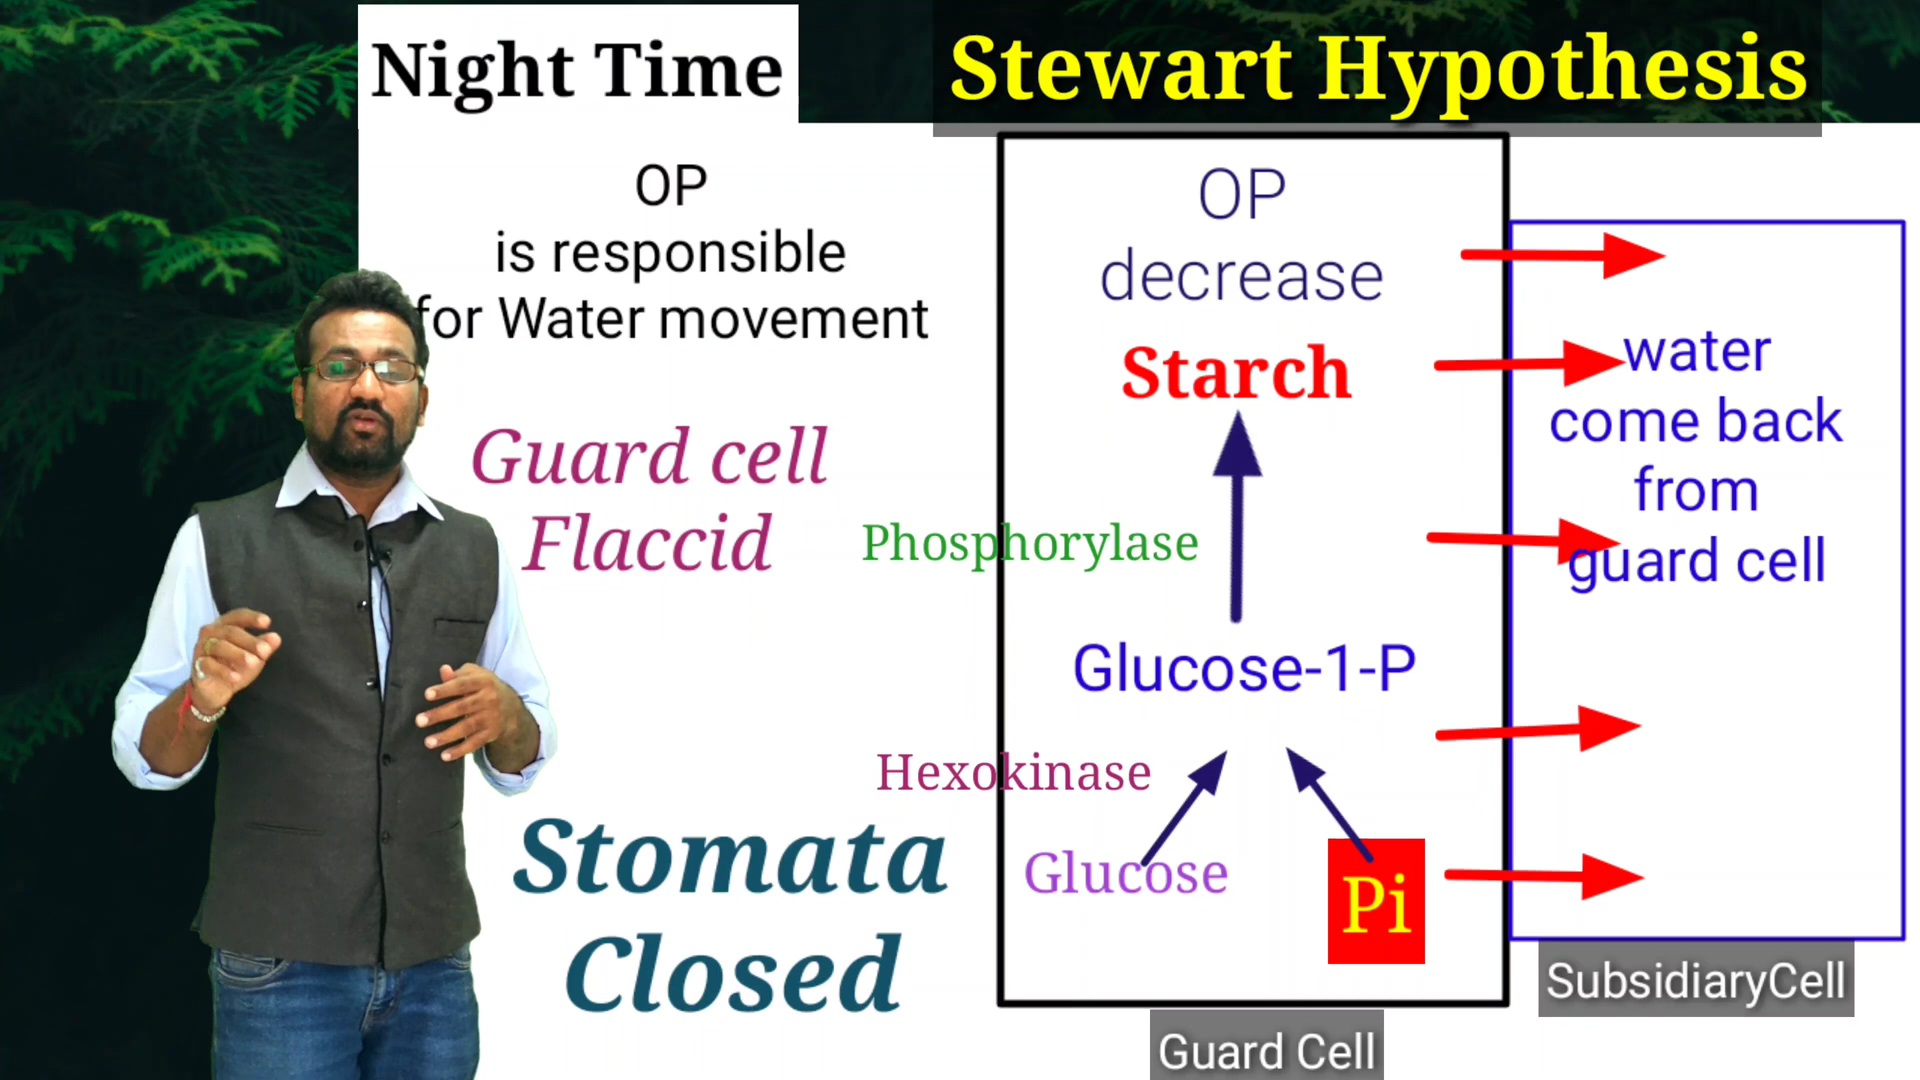 Night Time
Stewart Hypothesis
OP
is responsible
for Water movement
Guard cell
Flaccid
Stomata
Closed
OP
decrease
Starch
Phosphorylase
Glucose-1-P
Hexokinase
Glucose
Pi
Guard Cell
water
come back
from
guard cell
SubsidiaryCell